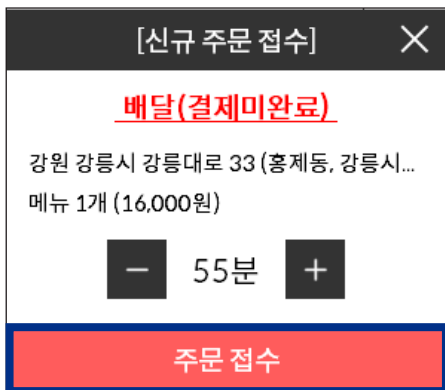 [신규 주문 접수]
배달(결제미완료)
강원 강릉시 강릉대로 33 (홍제동, 강릉시...
메뉴 1개 (16,000원)
55분
주문 접수